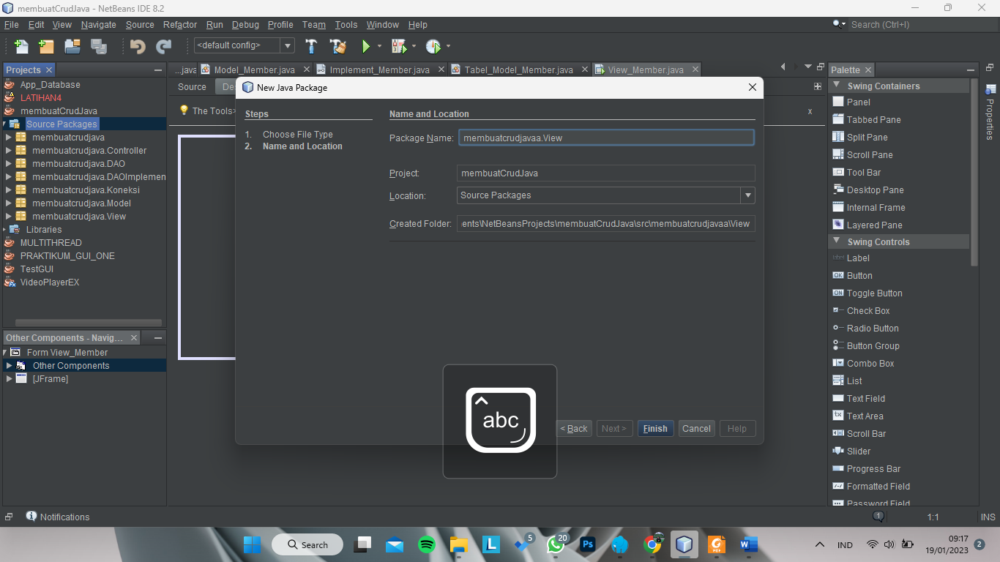 membuatCrudJava - NetBeans IDE 8.2
File Edit View Navigate Source Refactor Run Debug Profile Team Tools Window Help
Search (Ctrl+I)
<default config>
Projects
...java
Model_Member.java
Implement_Member.java
Tabel_Model_Member.java
View_Member.java
Palette
App_Database
LATIHAN4
membuatCrudJava
Source Packages
membuatcrudjava
membuatcrudjava.Controller
membuatcrudjava.DAO
membuatcrudjava.DAOImplemen
membuatcrudjava.Koneksi
membuatcrudjava.Model
membuatcrudjava.View
Libraries
MULTITHREAD
PRAKTIKUM_GUI_ONE
TestGUI
VideoPlayerEX
Other Components - Navig...
Form View_Member
Other Components
[JFrame]
Source
De
The Tools>
x
New Java Package
Steps
1. Choose File Type
2. Name and Location
Name and Location
Package Name: membuatcrudjavaa.View
Project: membuatCrudJava
Location: Source Packages
Created Folder: ents\NetBeansProjects\membuatCrudJava\src\membuatcrudjavaa\View
abc
< Back
Next >
Finish
Cancel
Help
Swing Containers
Panel
Tabbed Pane
Split Pane
Scroll Pane
Tool Bar
Desktop Pane
Internal Frame
Layered Pane
Swing Controls
label Label
OK Button
ON Toggle Button
Check Box
Radio Button
Button Group
Combo Box
List
Text Field
Text Area
Scroll Bar
Slider
Progress Bar
Formatted Field
Password Field
Properties
Notifications
1
1:1
INS
Search
L
5
20
Ps
PDF
W
IND
09:17
19/01/2023
2